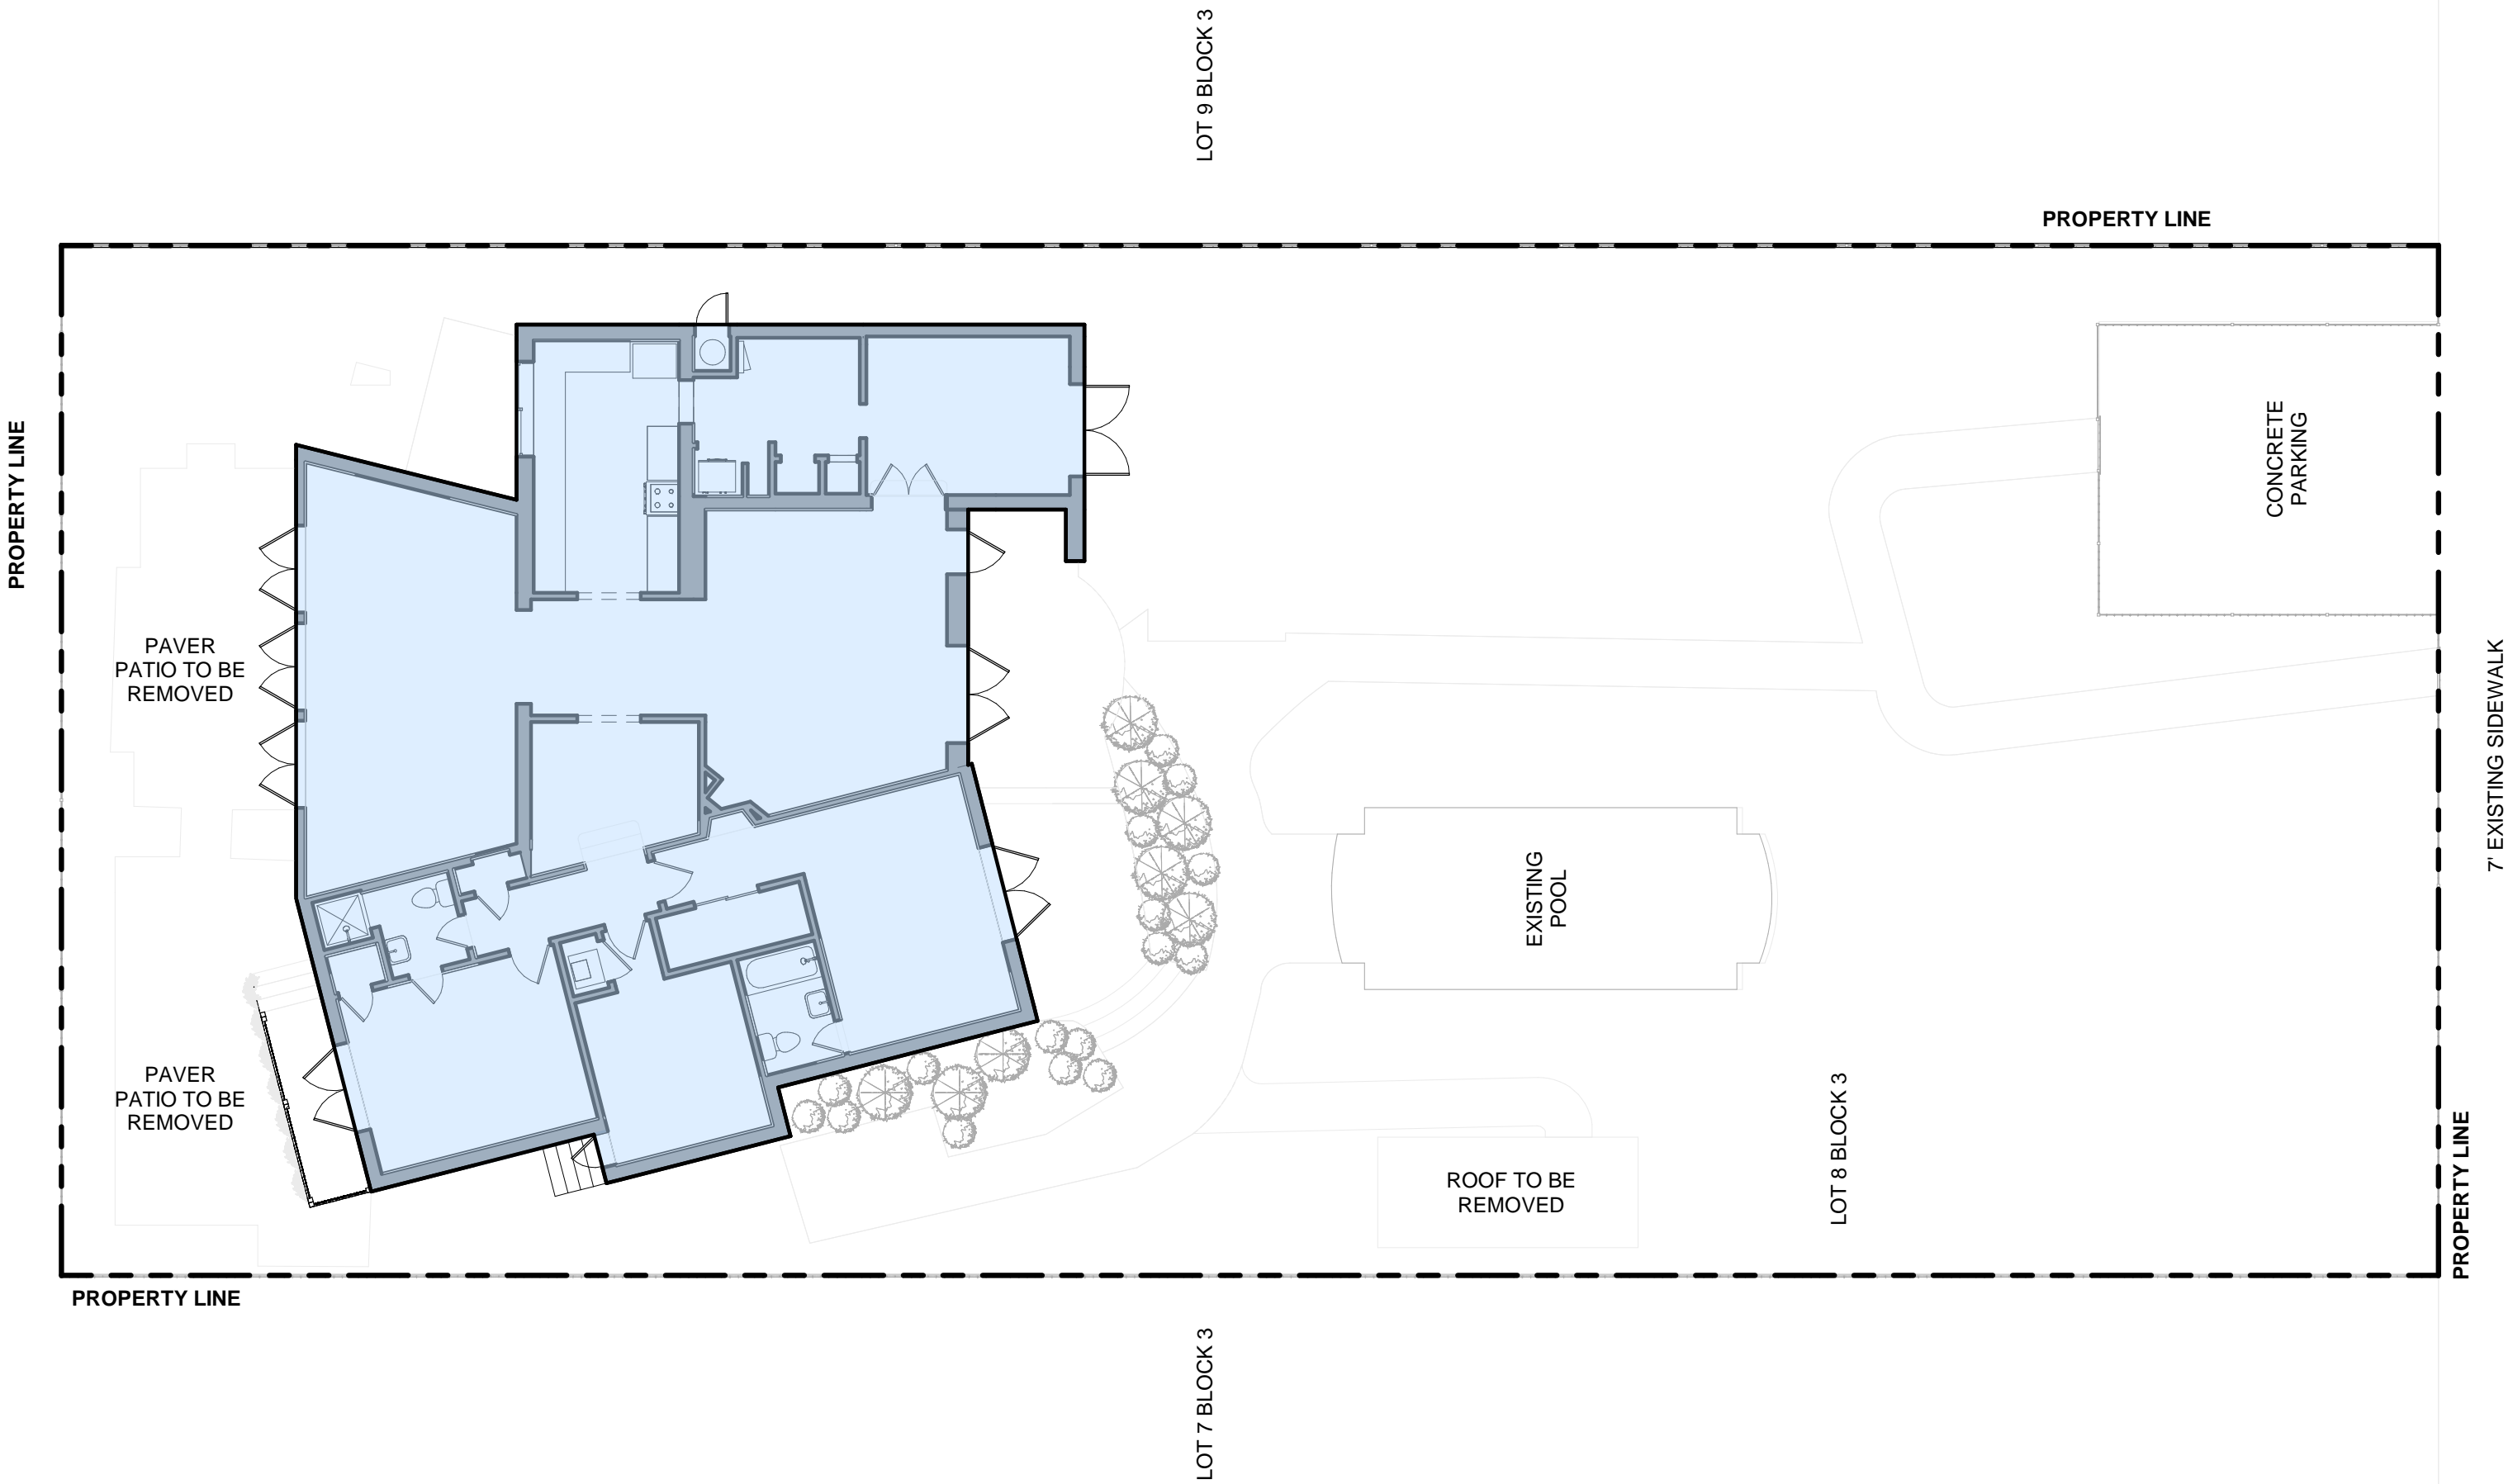 LOT 9 BLOCK 3
PROPERTY LINE
PROPERTY LINE
CONCRETE
PARKING
PAVER
PATIO TO BE
REMOVED
7' EXISTING SIDEWALK
EXISTING
POOL
PAVER
PATIO TO BE
REMOVED
ROOF TO BE
REMOVED
LOT 8 BLOCK 3
PROPERTY LINE
PROPERTY LINE
LOT 7 BLOCK 3